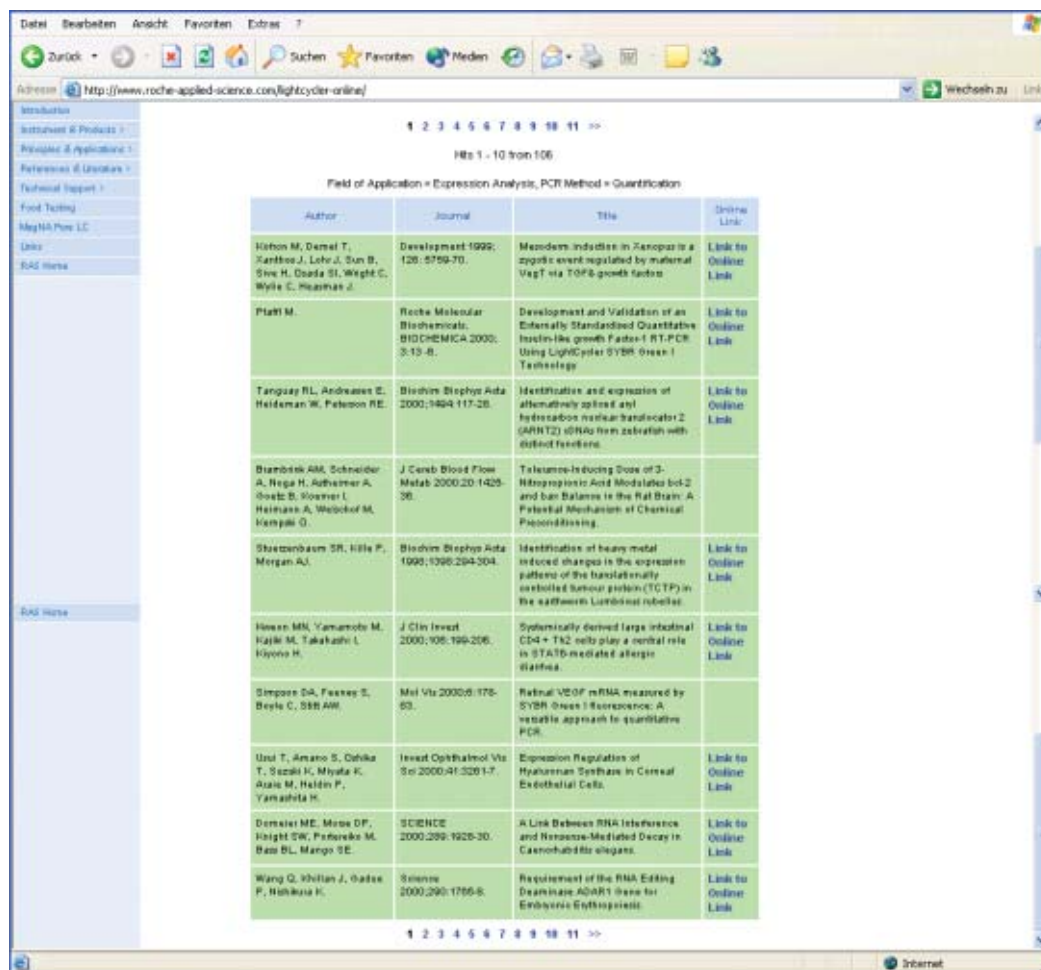 Datei Bearbeiten Ansicht Favoriten Extras ?
Zurück Suchen Favoriten Medien
Adresse http://www.roche-applied-science.com/lightcycler-online/ Wechseln zu
Introduction
Instrument & Products
Principles & Applications
References & Literature
Technical Support
Food Testing
MagNA Pure LC
Links
RAS Home
RAS Home
1 2 3 4 5 6 7 8 9 10 11 >>
Hits 1 - 10 from 106
Field of Application = Expression Analysis, PCR Method = Quantification
Author Journal Title Online
Link
M, Demel T,
Xanthos J, Lohr J, Sun B,
Sive H, Osada SI, C,
Wylie C, Heasman J.
Development 1999;
126: 5759-70.
Mesoderm induction in Xenopus is a
zygotic event regulated by maternal
VegT via growth factors
Link to
Online
Link
Pfaffl M.
Roche Molecular
Biochemicals,
BIOCHEMICA 2000;
3:13
Development and Validation of an
Externally Standardised Quantitative
Insulin-like growth Factor-1 RT-PCR
Using LightCycler SYBR Green I
Technology
Link to
Online
Link
Tanguay RL, Andreasen E,
Heideman W, Peterson RE.
Biochim Biophys Acta
2000;1494:117-28.
Identification and expression of
alternatively spliced aryl
hydrocarbon nuclear translocator 2
(ARNT2) cDNAs from zebrafish with
distinct functions.
Link to
Online
Link
Brambrink AM, Schneider
A, Noga H, Astheimer A,
B, I,
Heimann A, M,
Kempski O.
J Cereb Blood Flow
Metab 2000;20:1425-
36.
Tolerance-Inducing Dose of 3-
Nitropropionic Acid Modulates bcl-2
and bax Balance in the Rat Brain: A
Potential Mechanism of Chemical
Preconditioning.
Stuerzenbaum SR, Kille P,
Morgan AJ.
Biochim Biophys Acta
1998;1398:294-304.
Identification of heavy metal
induced changes in the expression
patterns of the translationally
controlled tumour protein (TCTP) in
the earthworm Lumbricus rubellus.
Link to
Online
Link
MN, Yamamoto M,
M, Takahashi I,
Kiyono H.
J Clin Invest
2000;106:199-206.
Systemically derived large intestinal
CD4 + Th2 cells play a central role
in STAT6-mediated allergic
diarrhea.
Link to
Online
Link
Simpson DA, Feeney S,
Boyle C, Stitt AW.
Mol Vis 2000;6:178-
83.
Retinal VEGF mRNA measured by
SYBR Green I fluorescence: A
versatile approach to quantitative
PCR.
Usui T, Amano S, Oshika
T, K, Miyata K,
M, Heldin P,
Yamashita H.
Invest Ophthalmol Vis
Sci 2000;41:3261-7.
Expression Regulation of
Hyaluronan Synthase in Corneal
Endothelial Cells.
Link to
Online
Link
Domeier ME, Morse DP,
Knight SW, Portereiko M,
Bass BL, Mango SE.
SCIENCE
2000;289:1928-30.
A Link Between RNA Interference
and Nonsense-Mediated Decay in
Caenorhabditis elegans.
Link to
Online
Link
Wang Q, Khillan J, Gadue
P, Nishikura K.
Science
2000;290:1765-8.
Requirement of the RNA Editing
Deaminase ADAR1 Gene for
Embryonic Erythropoiesis.
Link to
Online
Link
1 2 3 4 5 6 7 8 9 10 11 >>
Internet